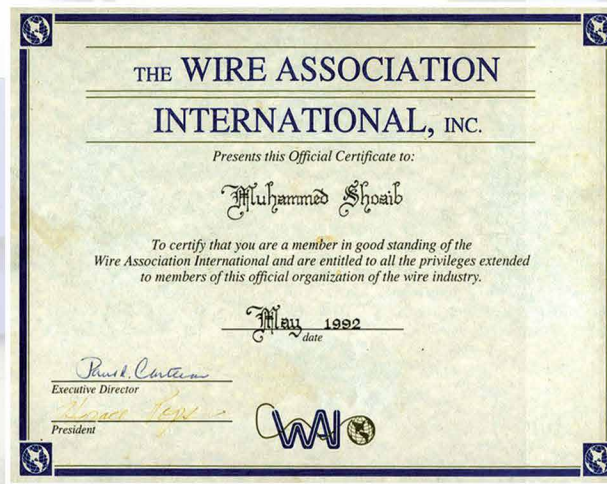 THE WIRE ASSOCIATION
INTERNATIONAL, INC.
Presents this Official Certificate to:
Muhammed Shoaib
To certify that you are a member in good standing of the
Wire Association International and are entitled to all the privileges extended
to members of this official organization of the wire industry.
May 1992
date
Executive Director
President
WAI